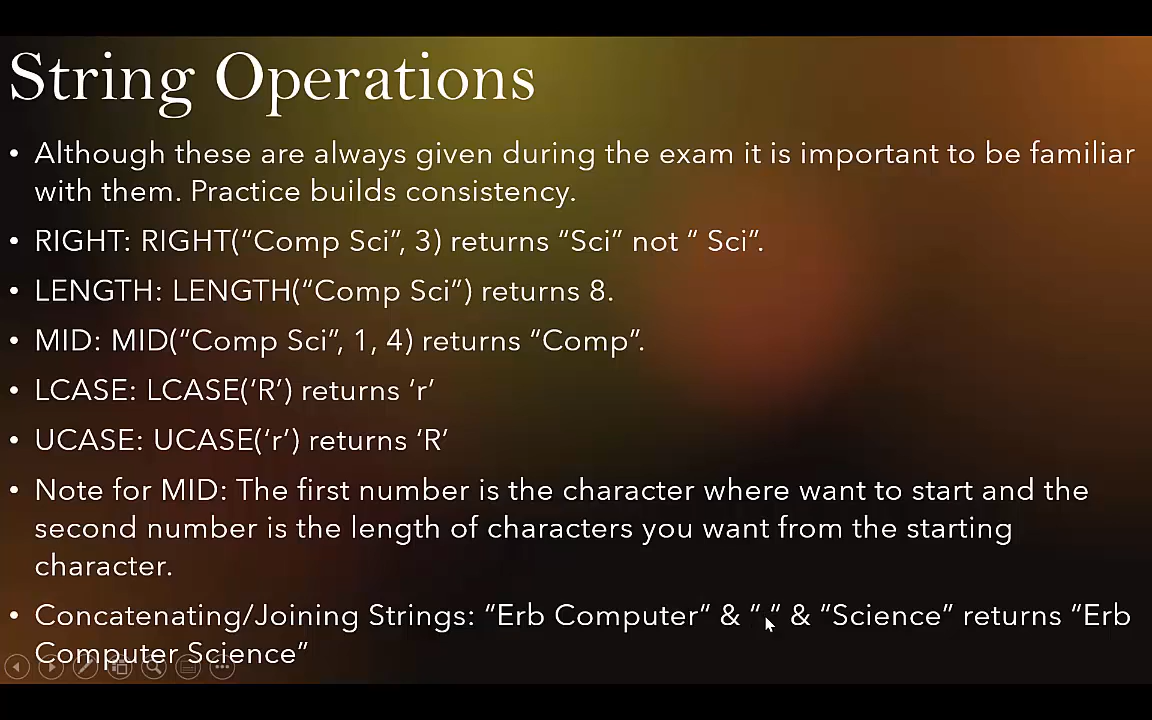 String Operations
• Although these are always given during the exam it is important to be familiar
with them. Practice builds consistency.
• RIGHT: RIGHT(“Comp Sci”, 3) returns “Sci” not “ Sci”.
• LENGTH: LENGTH(“Comp Sci”) returns 8.
• MID: MID(“Comp Sci”, 1, 4) returns “Comp”.
• LCASE: LCASE(‘R’) returns ‘r’
• UCASE: UCASE(‘r’) returns ‘R’
• Note for MID: The first number is the character where want to start and the
second number is the length of characters you want from the starting
character.
• Concatenating/Joining Strings: “Erb Computer” & “ “ & “Science” returns “Erb
Computer Science”